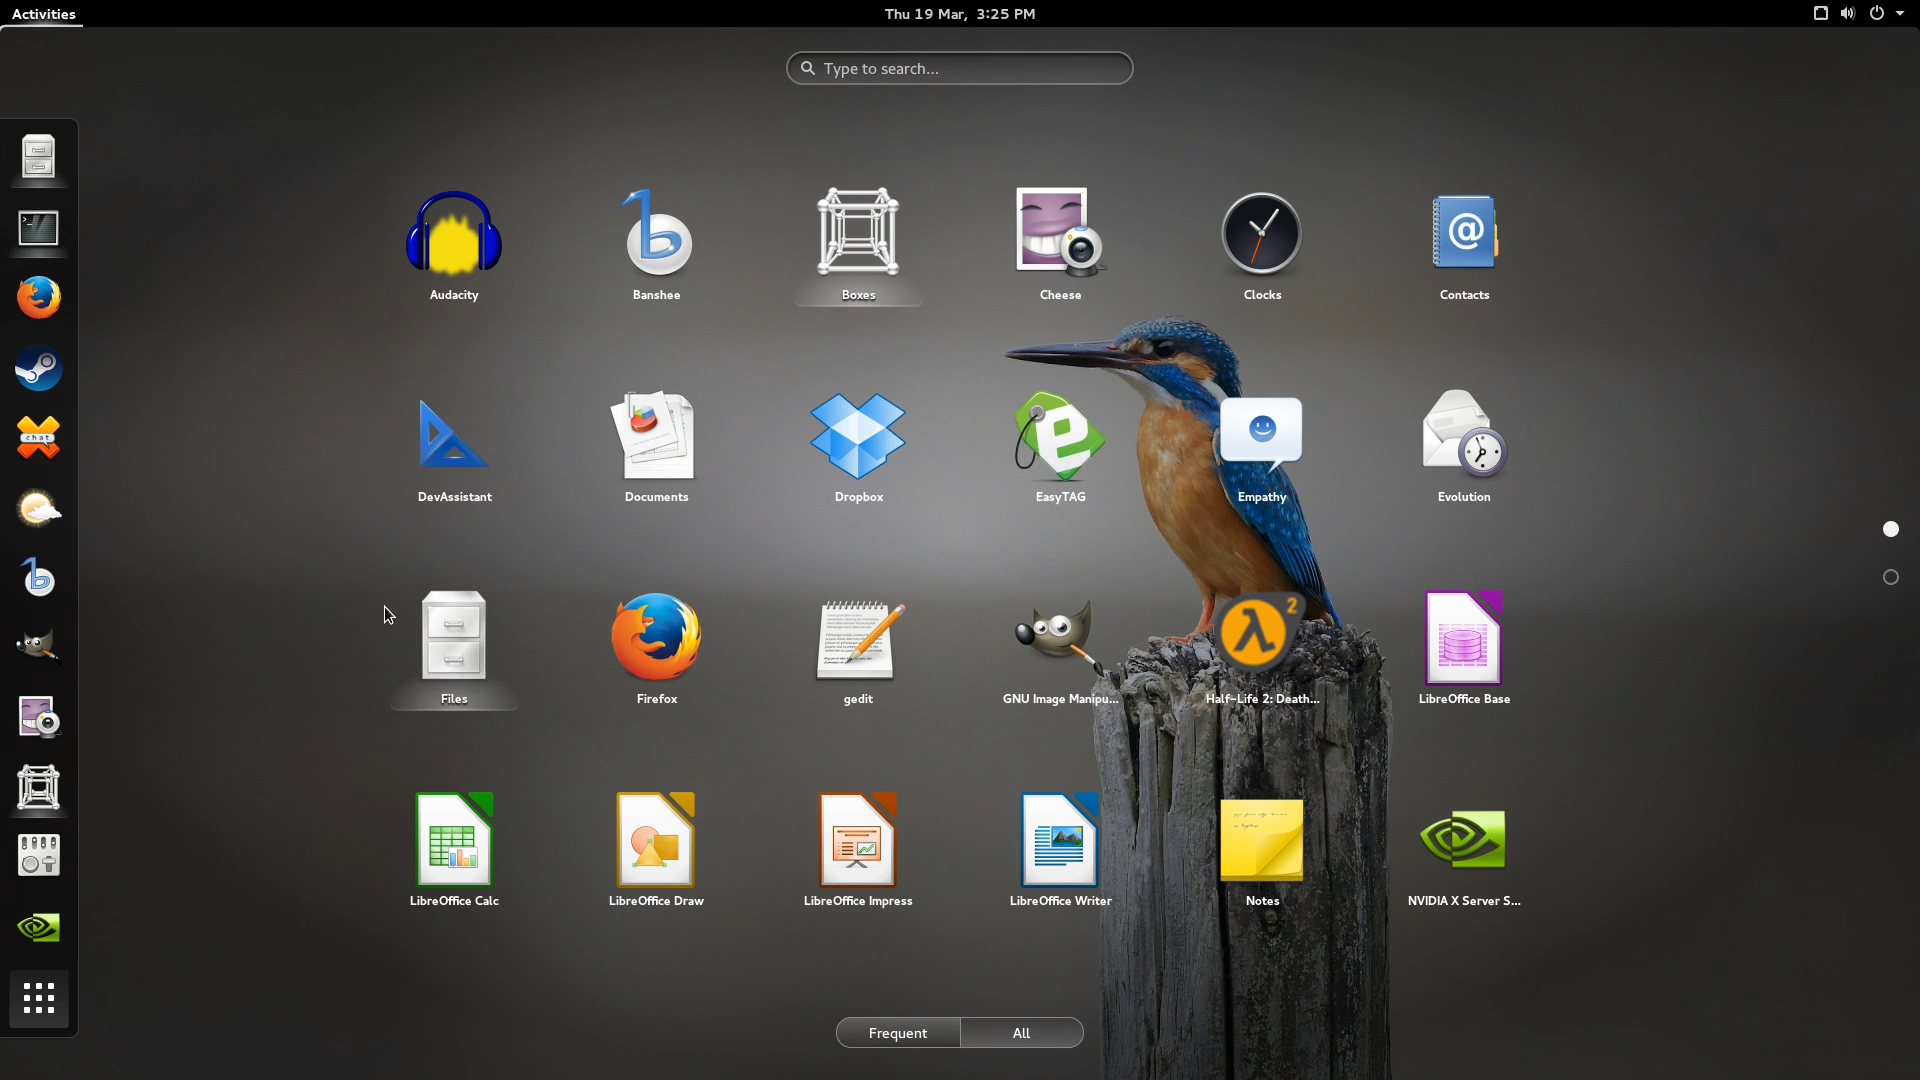 Activities
Thu 19 Mar, 3:25 PM
Type to search...
Audacity
Banshee
Boxes
Cheese
Clocks
Contacts
chat
DevAssistant
Documents
Dropbox
EasyTAG
Empathy
Evolution
Files
Firefox
gedit
GNU Image Manipu...
Half-Life 2: Death...
LibreOffice Base
LibreOffice Calc
LibreOffice Draw
LibreOffice Impress
LibreOffice Writer
Notes
NVIDIA X Server S...
Frequent
All